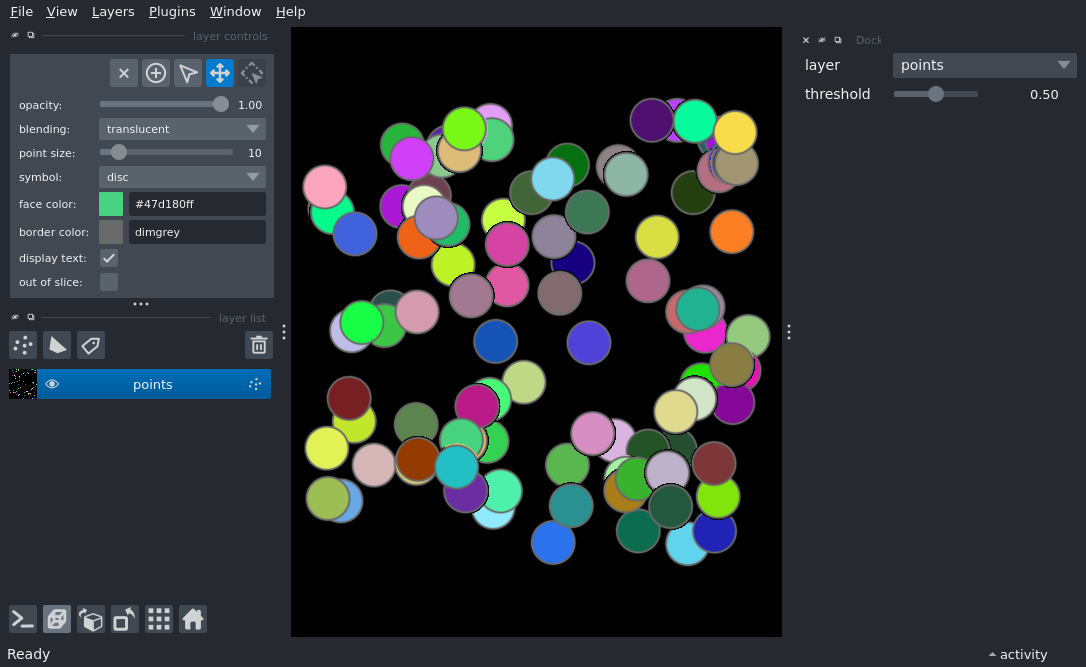 File View Layers Plugins Window Help
layer controls
opacity: 1.00
blending: translucent
point size: 10
symbol: disc
face color: #47d180ff
border color: dimgrey
display text:
out of slice:
layer list
points
Dock
layer points
threshold 0.50
Ready
activity